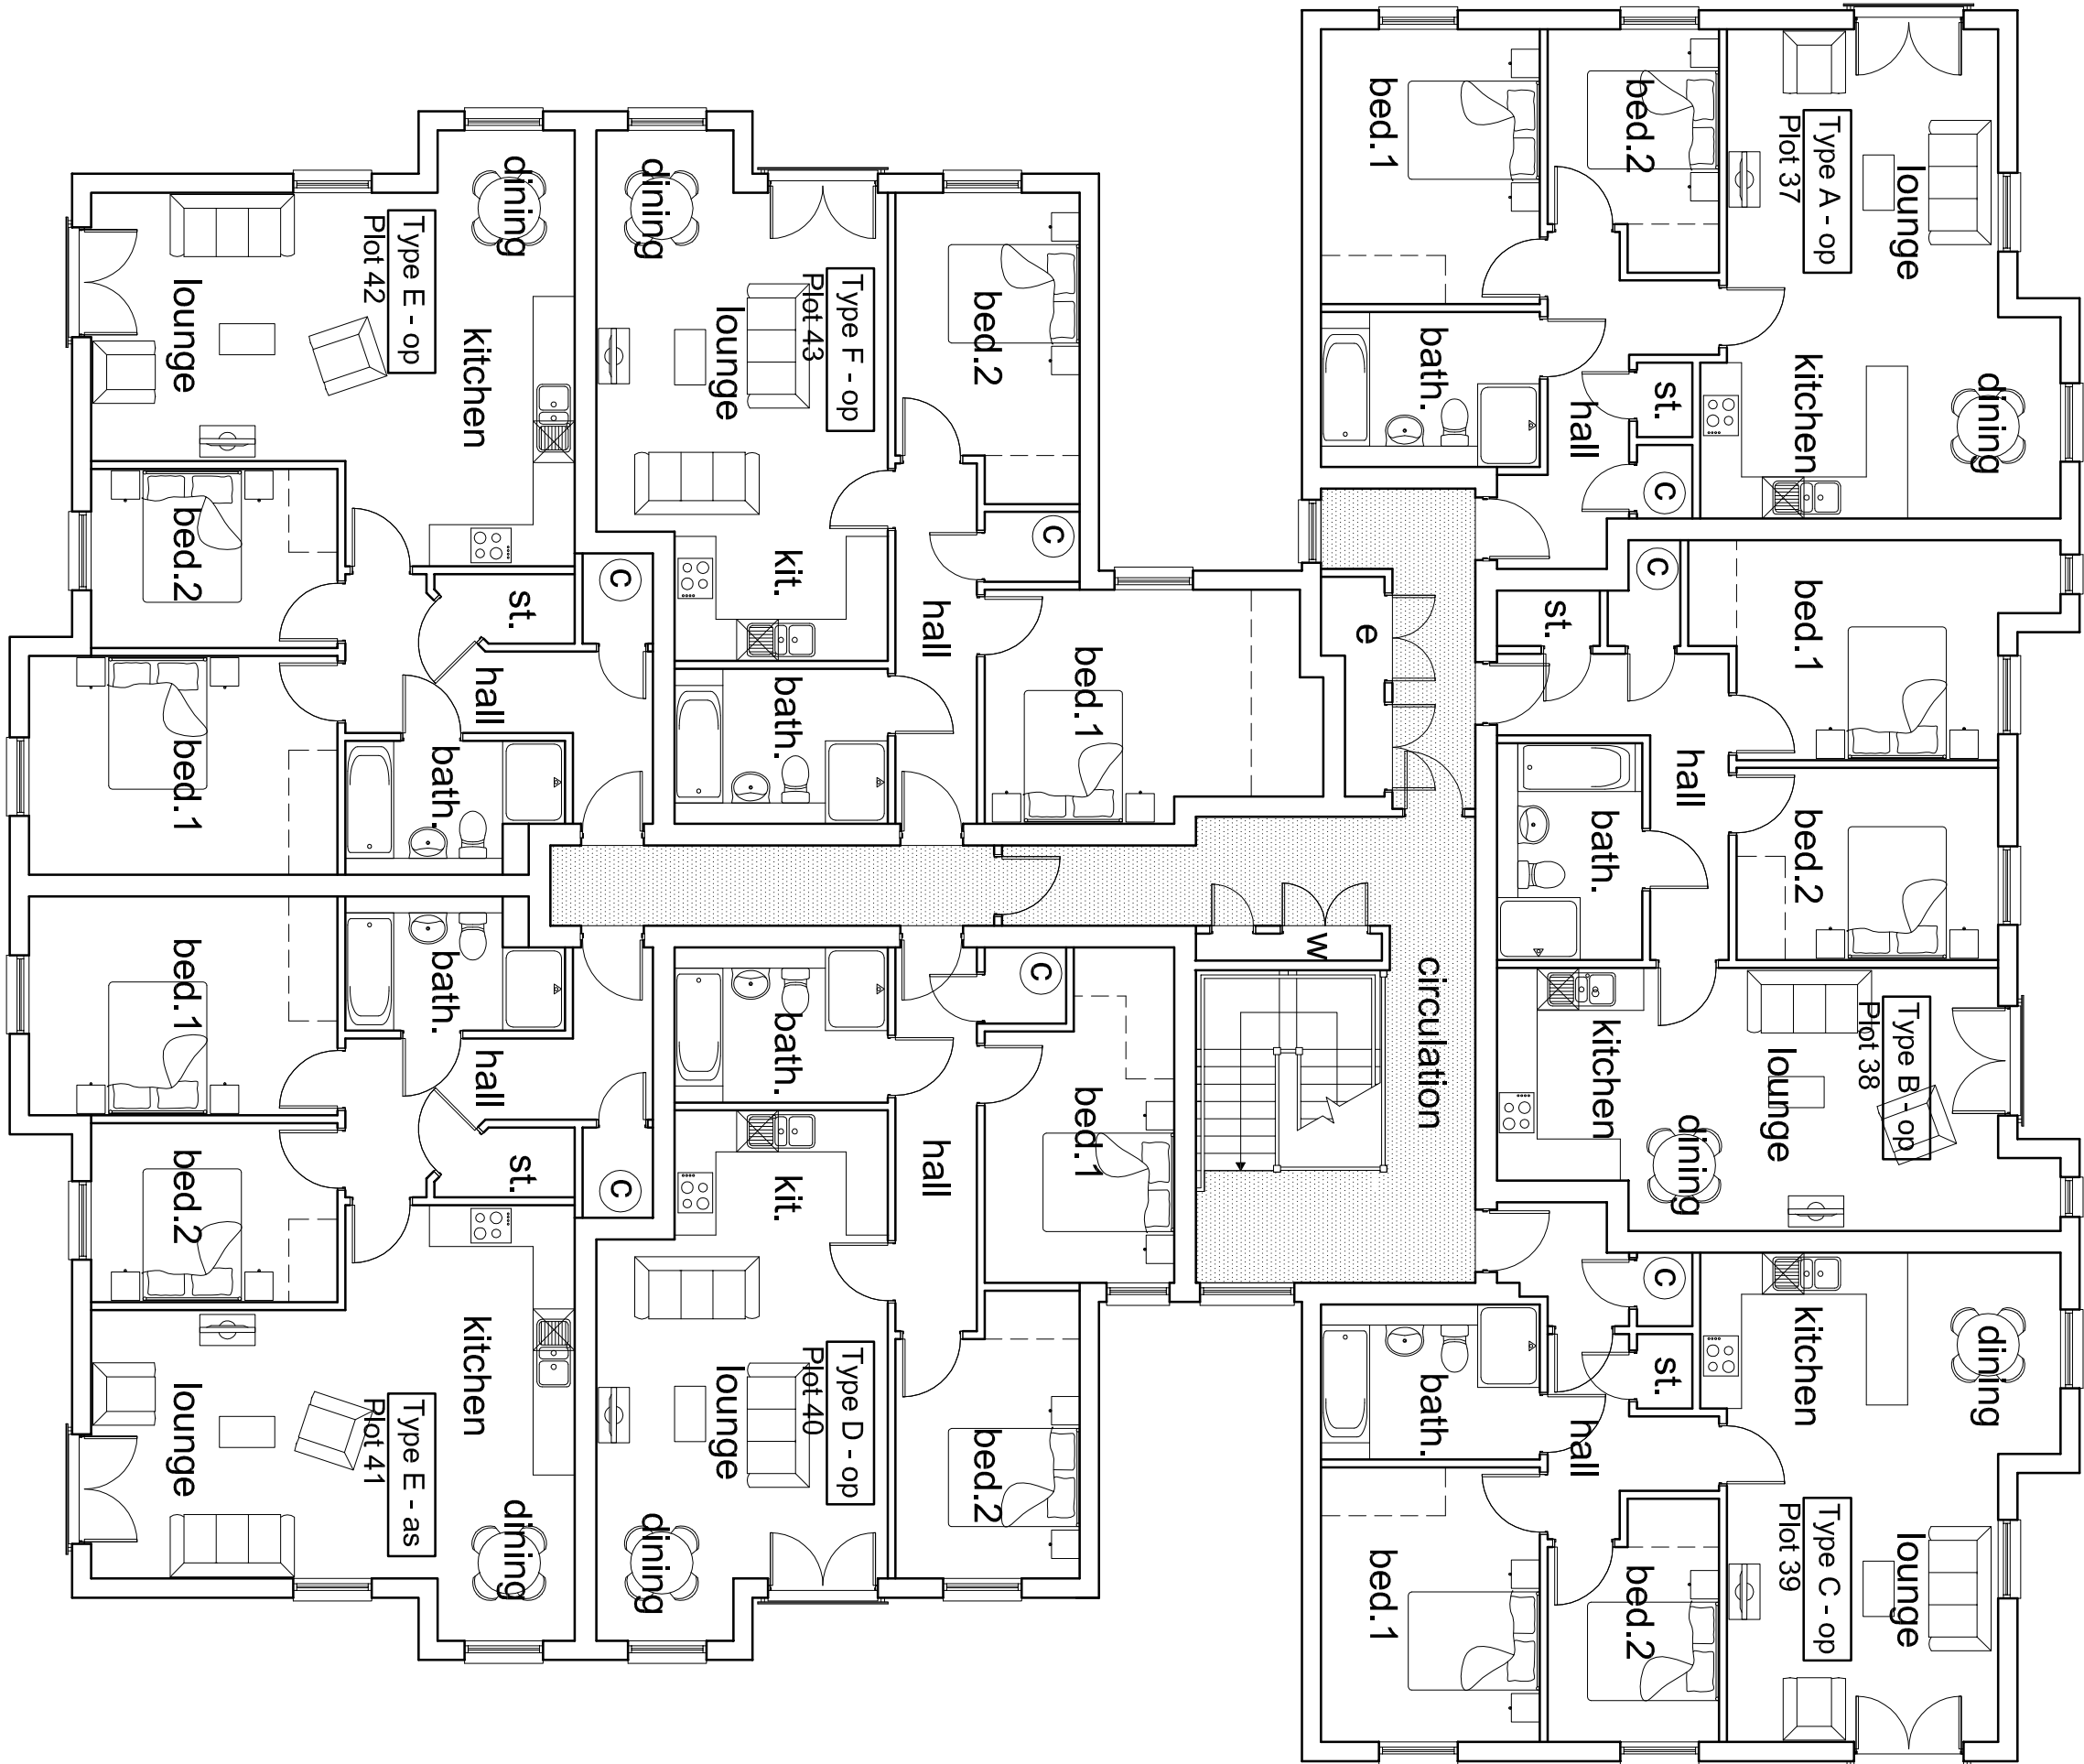 Type A - op
Plot 37
lounge
dining
kitchen
bed.2
bed.1
bath.
st.
c
hall
Type B - op
Plot 38
bed.1
bed.2
c
st.
hall
bath.
kitchen
lounge
dining
Type C - op
Plot 39
lounge
dining
kitchen
c
st.
hall
bath.
bed.1
bed.2
circulation
e
w
Type F - op
Plot 43
dining
lounge
kit.
bed.2
c
hall
bath.
bed.1
Type D - op
Plot 40
dining
lounge
kit.
bath.
hall
c
bed.1
bed.2
Type E - op
Plot 42
dining
kitchen
lounge
bed.2
bed.1
st.
c
hall
bath.
Type E - as
Plot 41
dining
kitchen
lounge
bed.2
bed.1
st.
c
hall
bath.